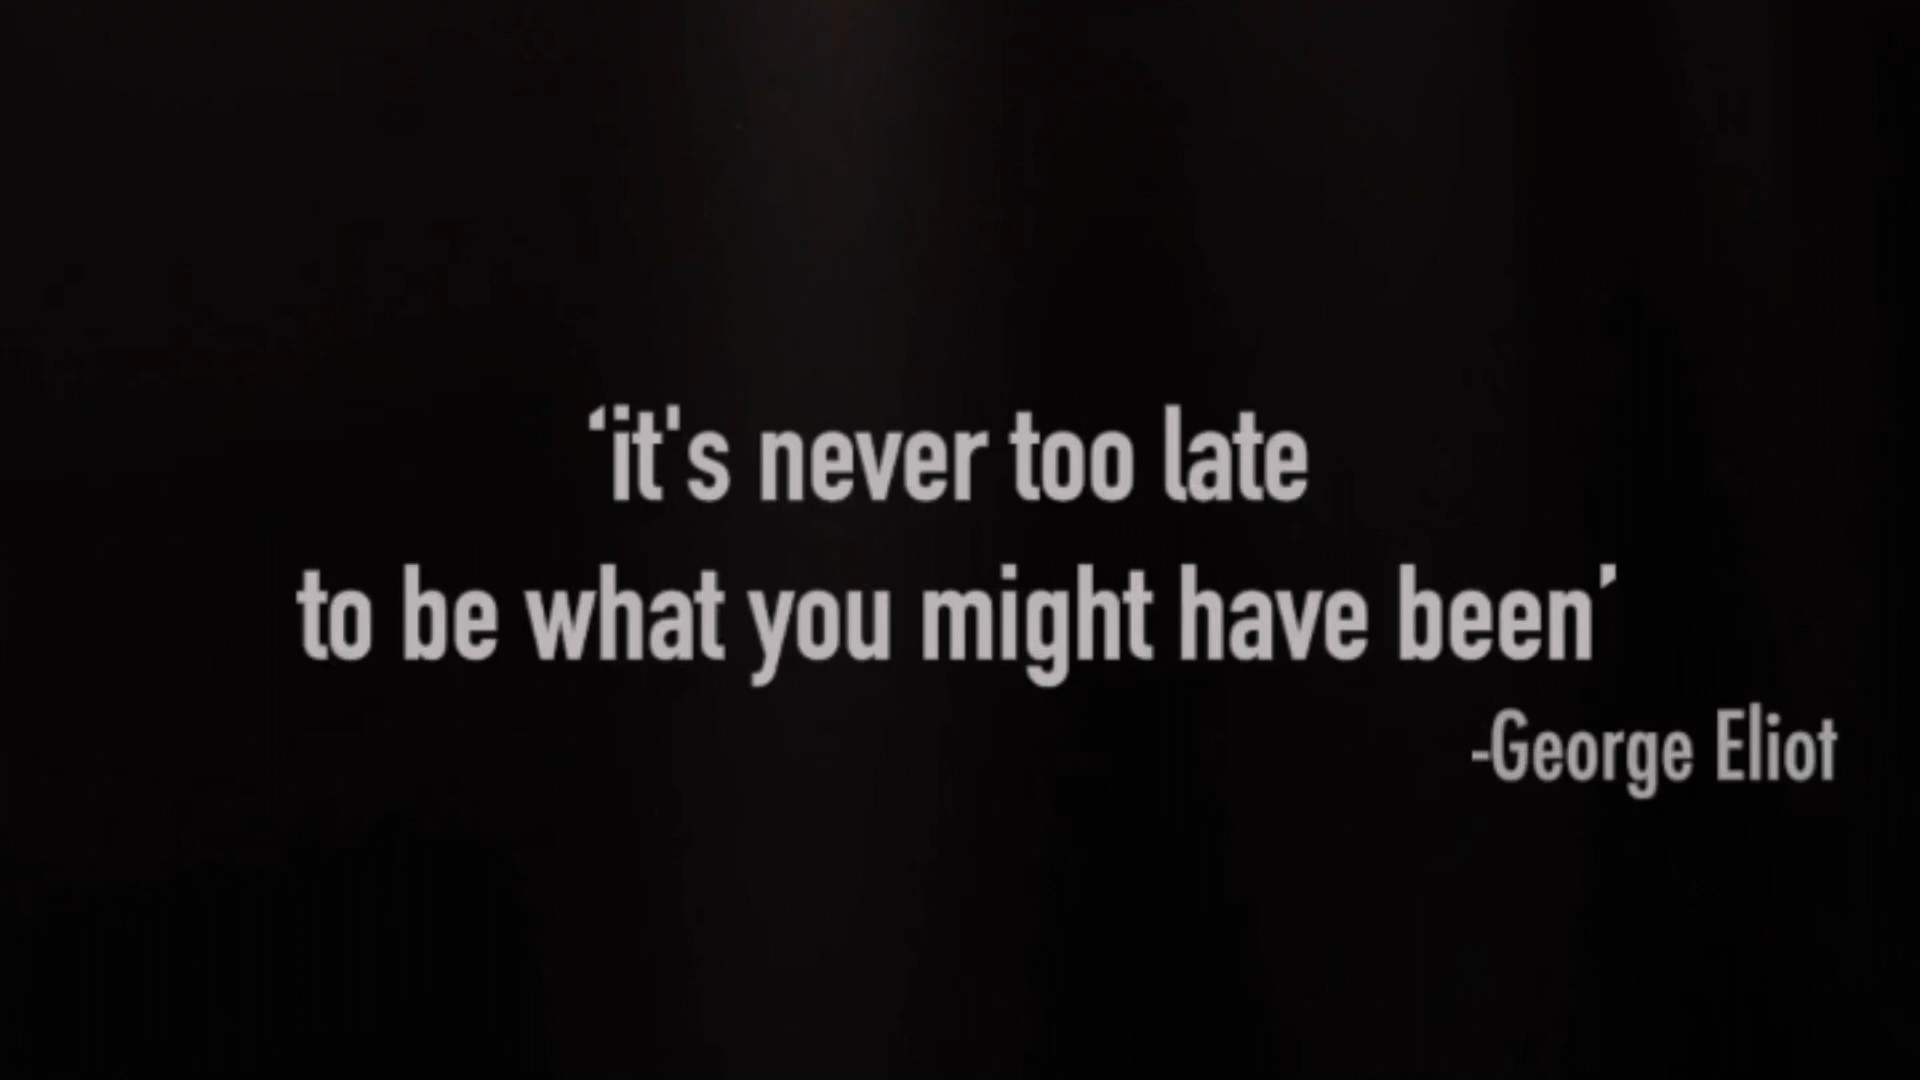 ‘it's never too late
to be what you might have been’
-George Eliot